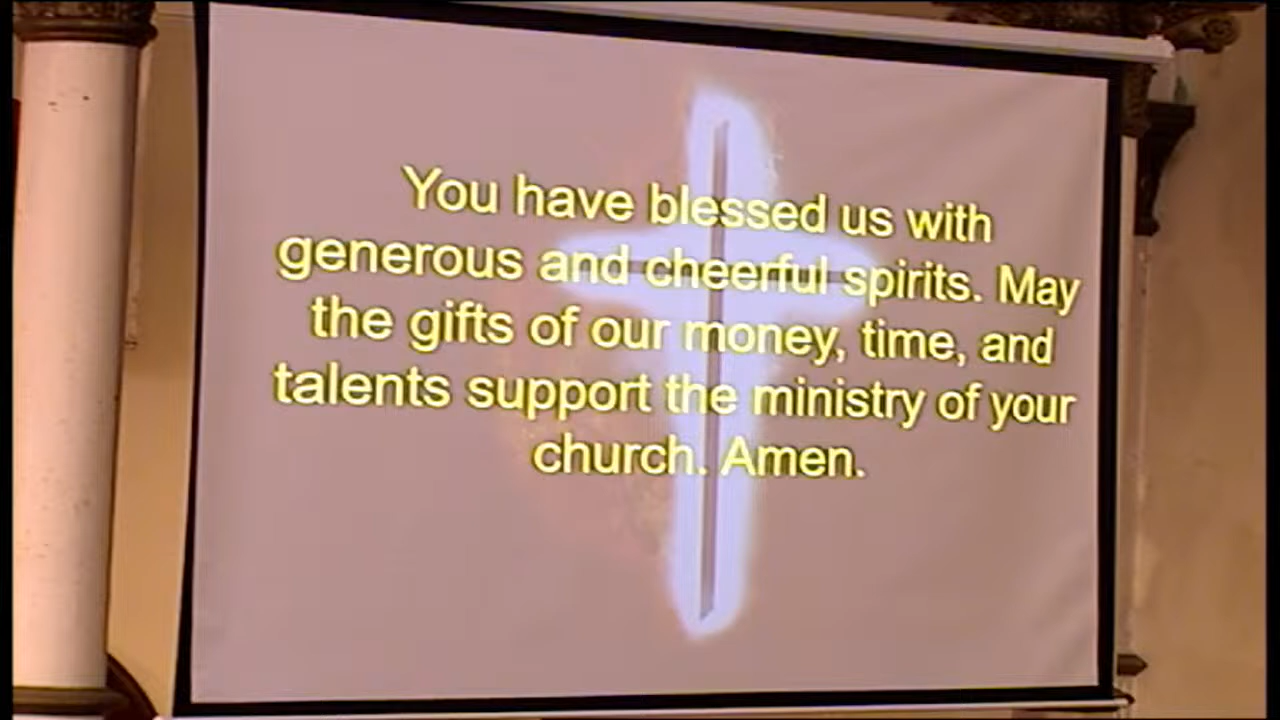 You have blessed us with
generous and cheerful spirits. May
the gifts of our money, time, and
talents support the ministry of your
church. Amen.